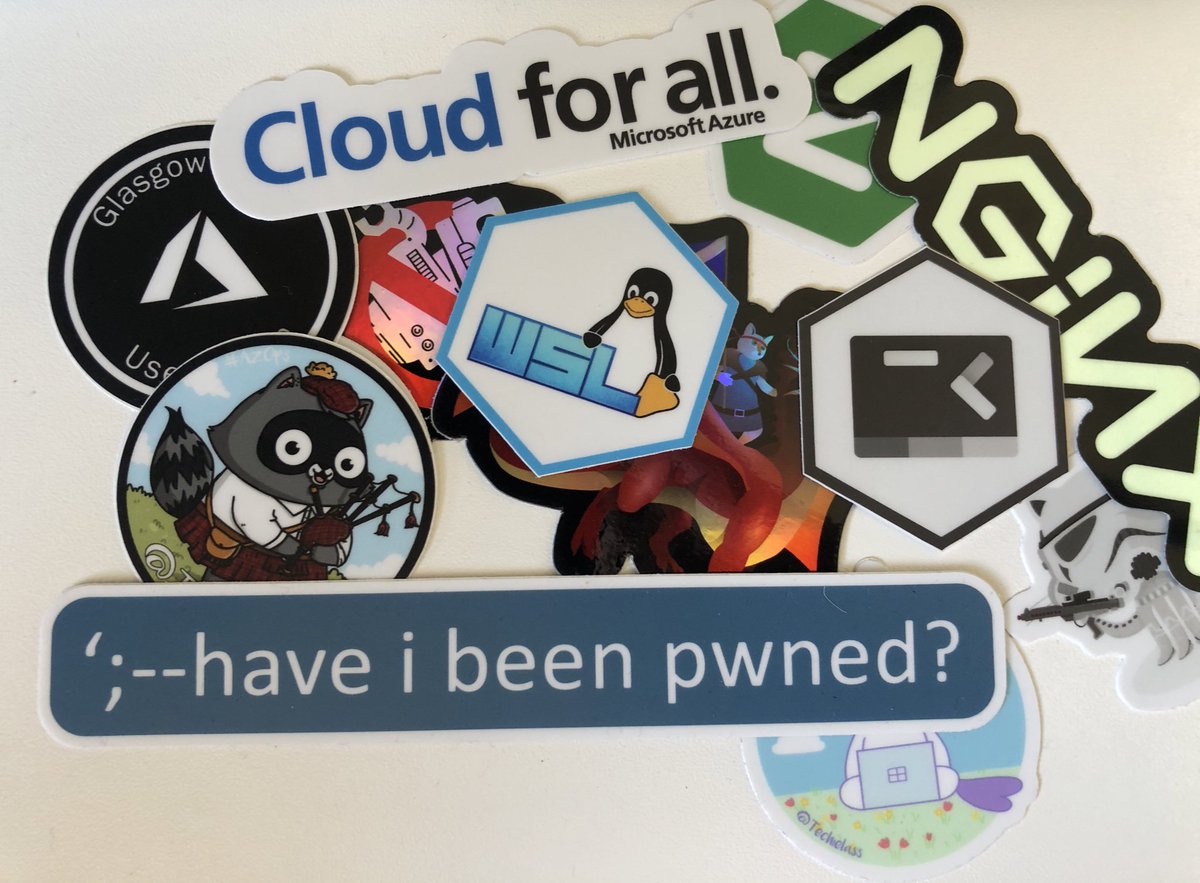 Cloud for all.
Microsoft Azure
NGiNX
Glasgow
Use
#AzOps
WSL
@T
‘;--have i been pwned?
@Techielass